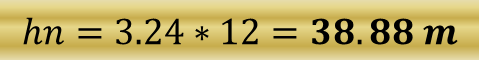 hn = 3.24 * 12 = 38.88 m